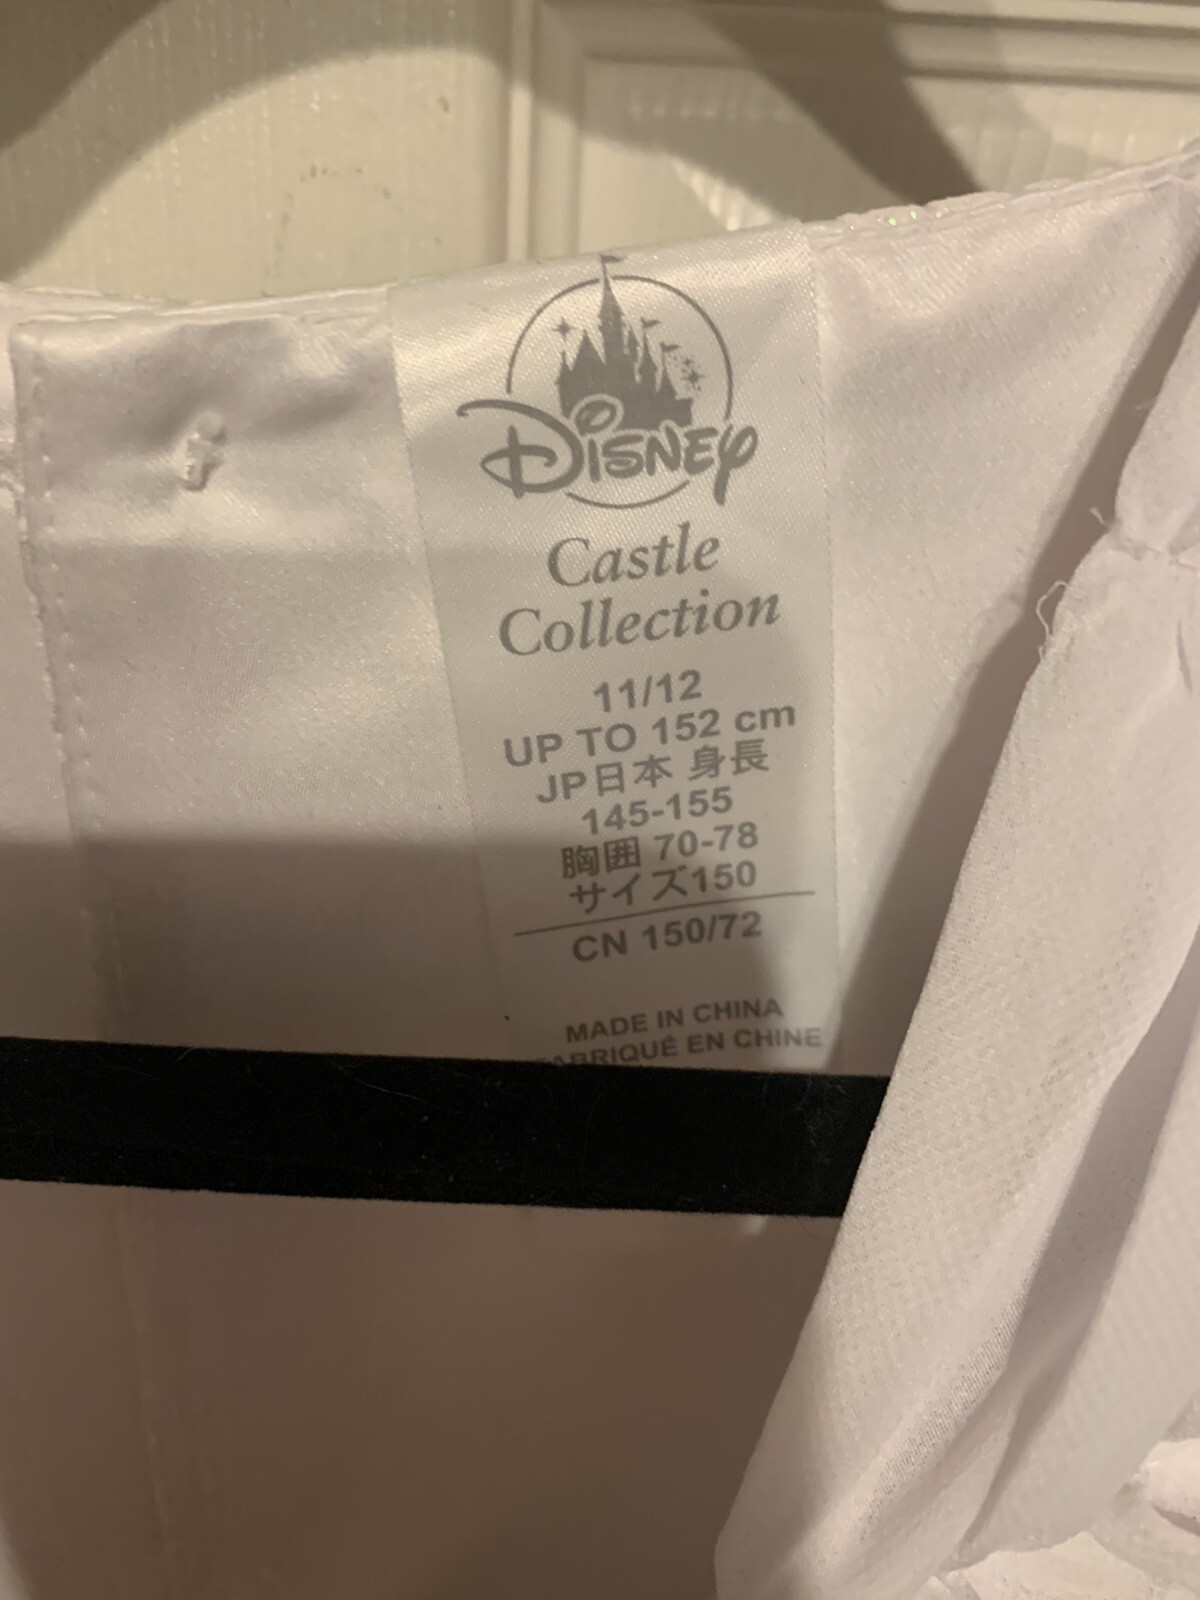 Disney
Castle
Collection
11/12
UP TO 152 cm
JP日本 身長
145-155
胸囲 70-78
サイズ150
CN 150/72
MADE IN CHINA
FABRIQUÉ EN CHINE